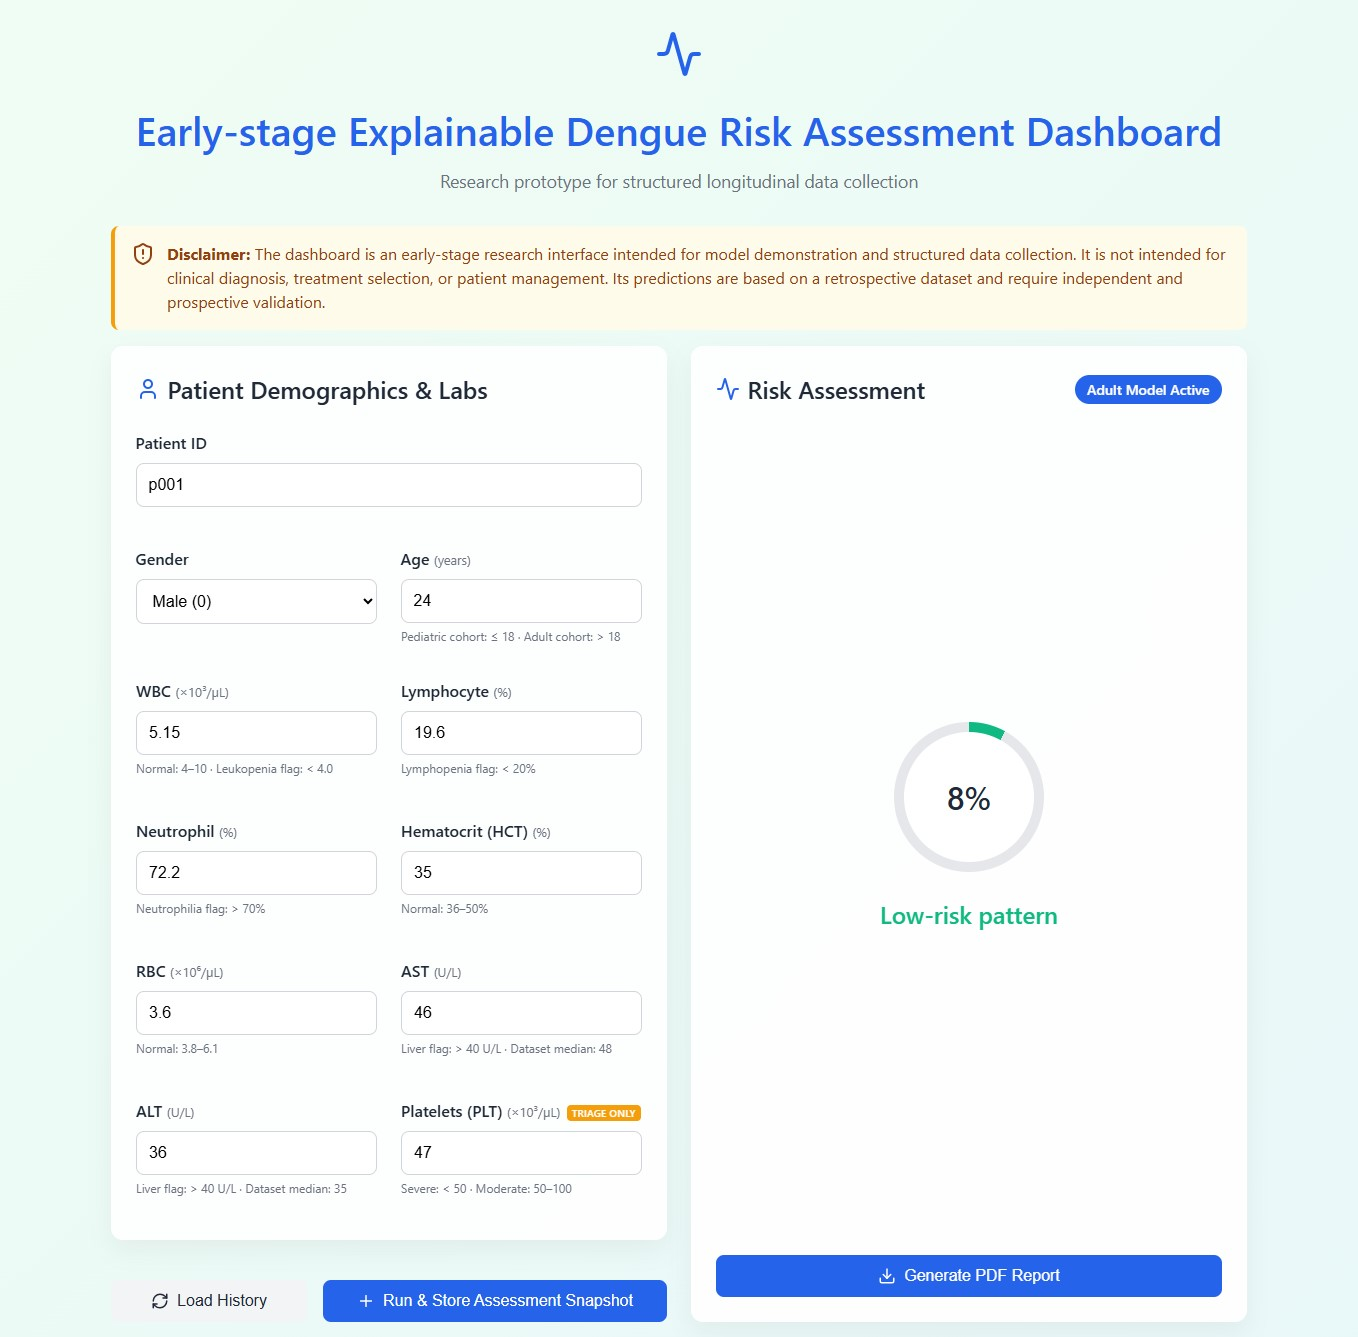 Early-stage Explainable Dengue Risk Assessment Dashboard
Research prototype for structured longitudinal data collection
Disclaimer: The dashboard is an early-stage research interface intended for model demonstration and structured data collection. It is not intended for
clinical diagnosis, treatment selection, or patient management. Its predictions are based on a retrospective dataset and require independent and
prospective validation.
Patient Demographics & Labs
Patient ID
p001
Gender
Male (0)
Age (years)
24
Pediatric cohort: ≤ 18 · Adult cohort: > 18
WBC (×10³/µL)
5.15
Normal: 4–10 · Leukopenia flag: < 4.0
Lymphocyte (%)
19.6
Lymphopenia flag: < 20%
Neutrophil (%)
72.2
Neutrophilia flag: > 70%
Hematocrit (HCT) (%)
35
Normal: 36–50%
RBC (×10⁶/µL)
3.6
Normal: 3.8–6.1
AST (U/L)
46
Liver flag: > 40 U/L · Dataset median: 48
ALT (U/L)
36
Liver flag: > 40 U/L · Dataset median: 35
Platelets (PLT) (×10³/µL) TRIAGE ONLY
47
Severe: < 50 · Moderate: 50–100
Load History
Run & Store Assessment Snapshot
Risk Assessment
Adult Model Active
8%
Low-risk pattern
Generate PDF Report